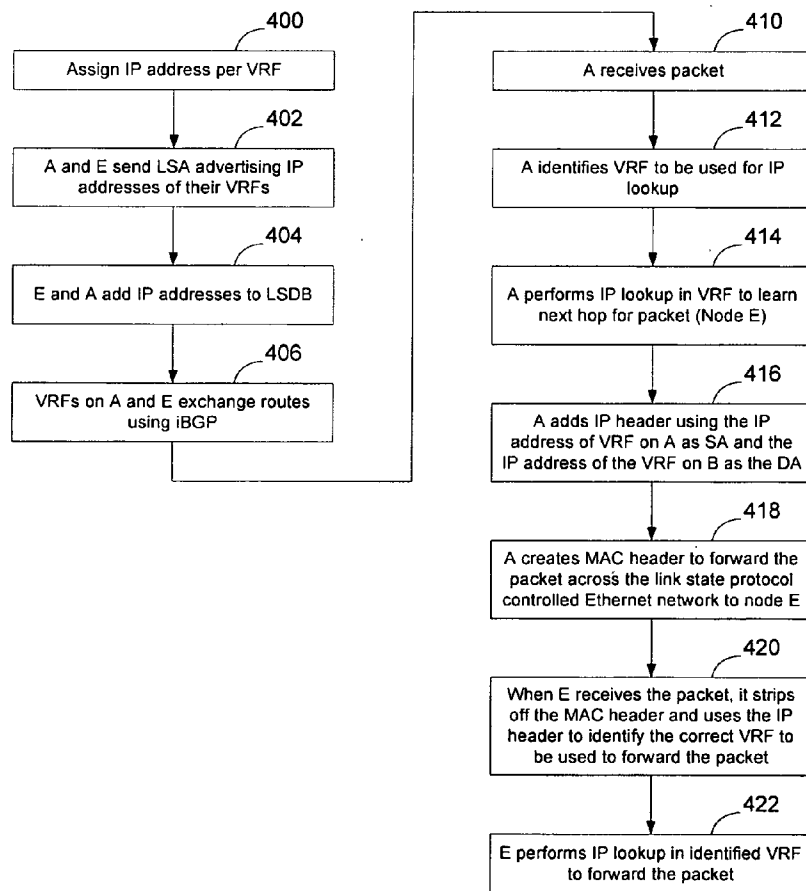 400
Assign IP address per VRF
402
A and E send LSA advertising IP
addresses of their VRFs
404
E and A add IP addresses to LSDB
406
VRFs on A and E exchange routes
using iBGP
410
A receives packet
412
A identifies VRF to be used for IP
lookup
414
A performs IP lookup in VRF to learn
next hop for packet (Node E)
416
A adds IP header using the IP
address of VRF on A as SA and the
IP address of the VRF on B as the DA
418
A creates MAC header to forward the
packet across the link state protocol
controlled Ethernet network to node E
420
When E receives the packet, it strips
off the MAC header and uses the IP
header to identify the correct VRF to
be used to forward the packet
422
E performs IP lookup in identified VRF
to forward the packet